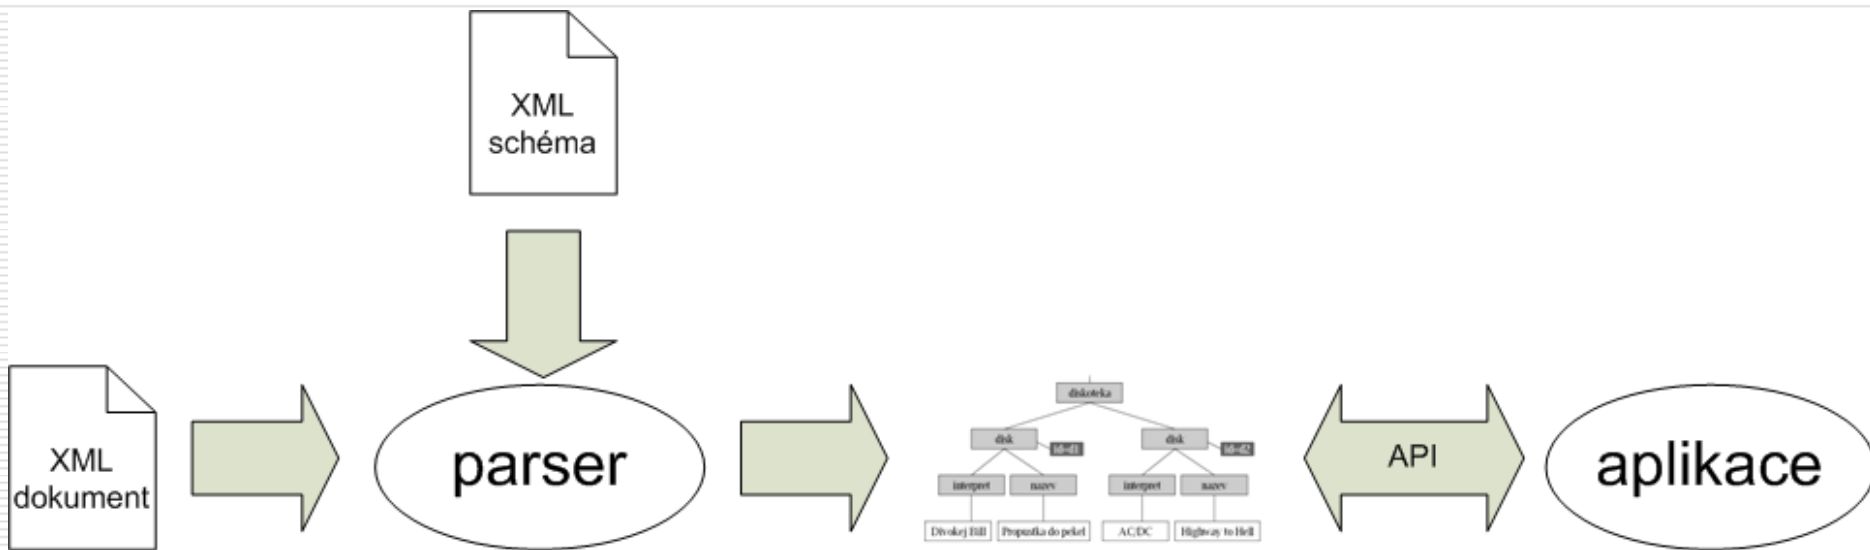 XML
schéma
XML
dokument
parser
diskoteka
disk
id=d1
disk
id=d2
interpret
nazev
interpret
nazev
Divokej Bill
Propustka do pekel
AC/DC
Highway to Hell
API
aplikace